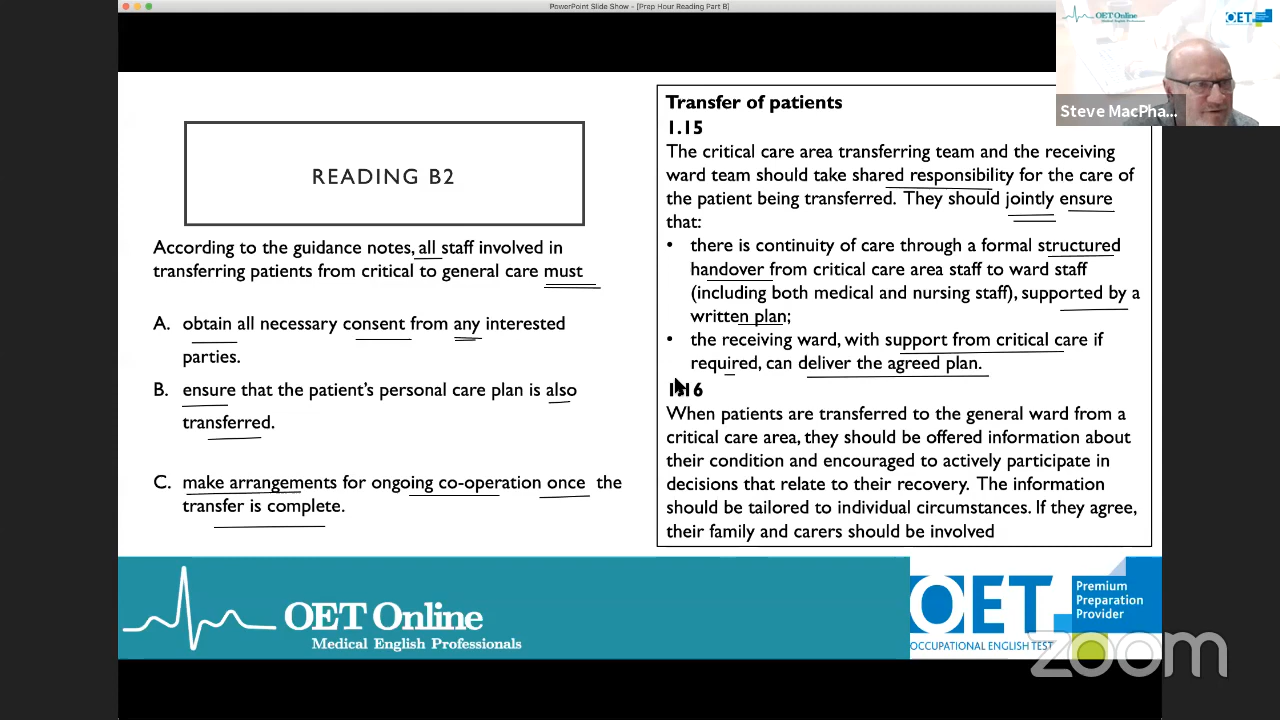 PowerPoint Slide Show - [Prep Hour Reading Part B]
OET Online
Medical English Professionals
OET
Steve MacPha...
READING B2
According to the guidance notes, all staff involved in
transferring patients from critical to general care must
A. obtain all necessary consent from any interested
parties.
B. ensure that the patient's personal care plan is also
transferred.
C. make arrangements for ongoing co-operation once the
transfer is complete.
Transfer of patients
1.15
The critical care area transferring team and the receiving
ward team should take shared responsibility for the care of
the patient being transferred. They should jointly ensure
that:
• there is continuity of care through a formal structured
handover from critical care area staff to ward staff
(including both medical and nursing staff), supported by a
written plan;
• the receiving ward, with support from critical care if
required, can deliver the agreed plan.
1.16
When patients are transferred to the general ward from a
critical care area, they should be offered information about
their condition and encouraged to actively participate in
decisions that relate to their recovery. The information
should be tailored to individual circumstances. If they agree,
their family and carers should be involved
OET Online
Medical English Professionals
OET
OCCUPATIONAL ENGLISH TEST
Premium
Preparation
Provider
zoom